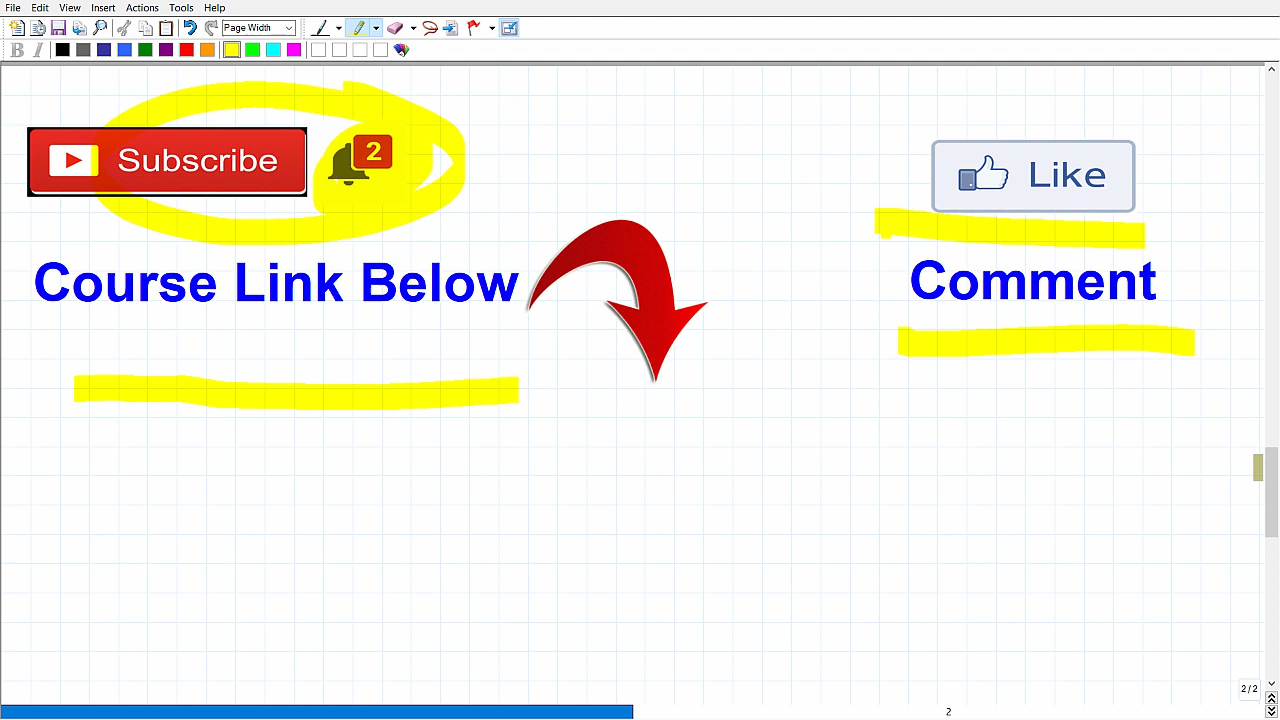 File Edit View Insert Actions Tools Help
Page Width
B I
Subscribe 2
Like
Course Link Below
Comment
2/2
2